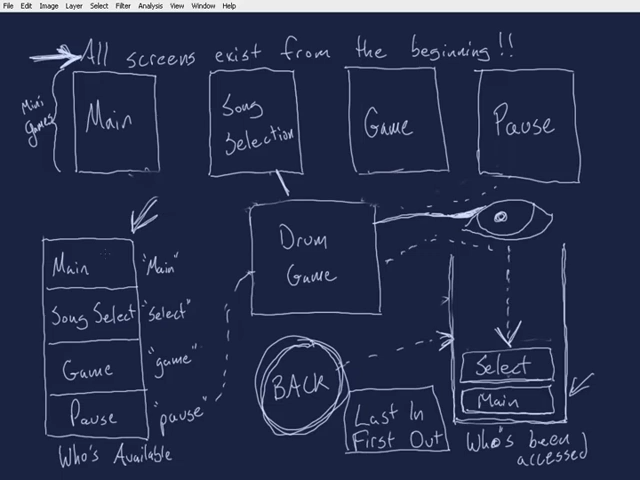 File Edit Image Layer Select Filter Analysis View Window Help
All screens exist from the beginning!!
Mini
Games
Main
Song
Selection
Game
Pause
Drum
Game
Main "Main"
Song Select "Select"
Game "game"
Pause "pause"
Who's Available
BACK
Last In
First Out
Select
Main
Who's been
accessed